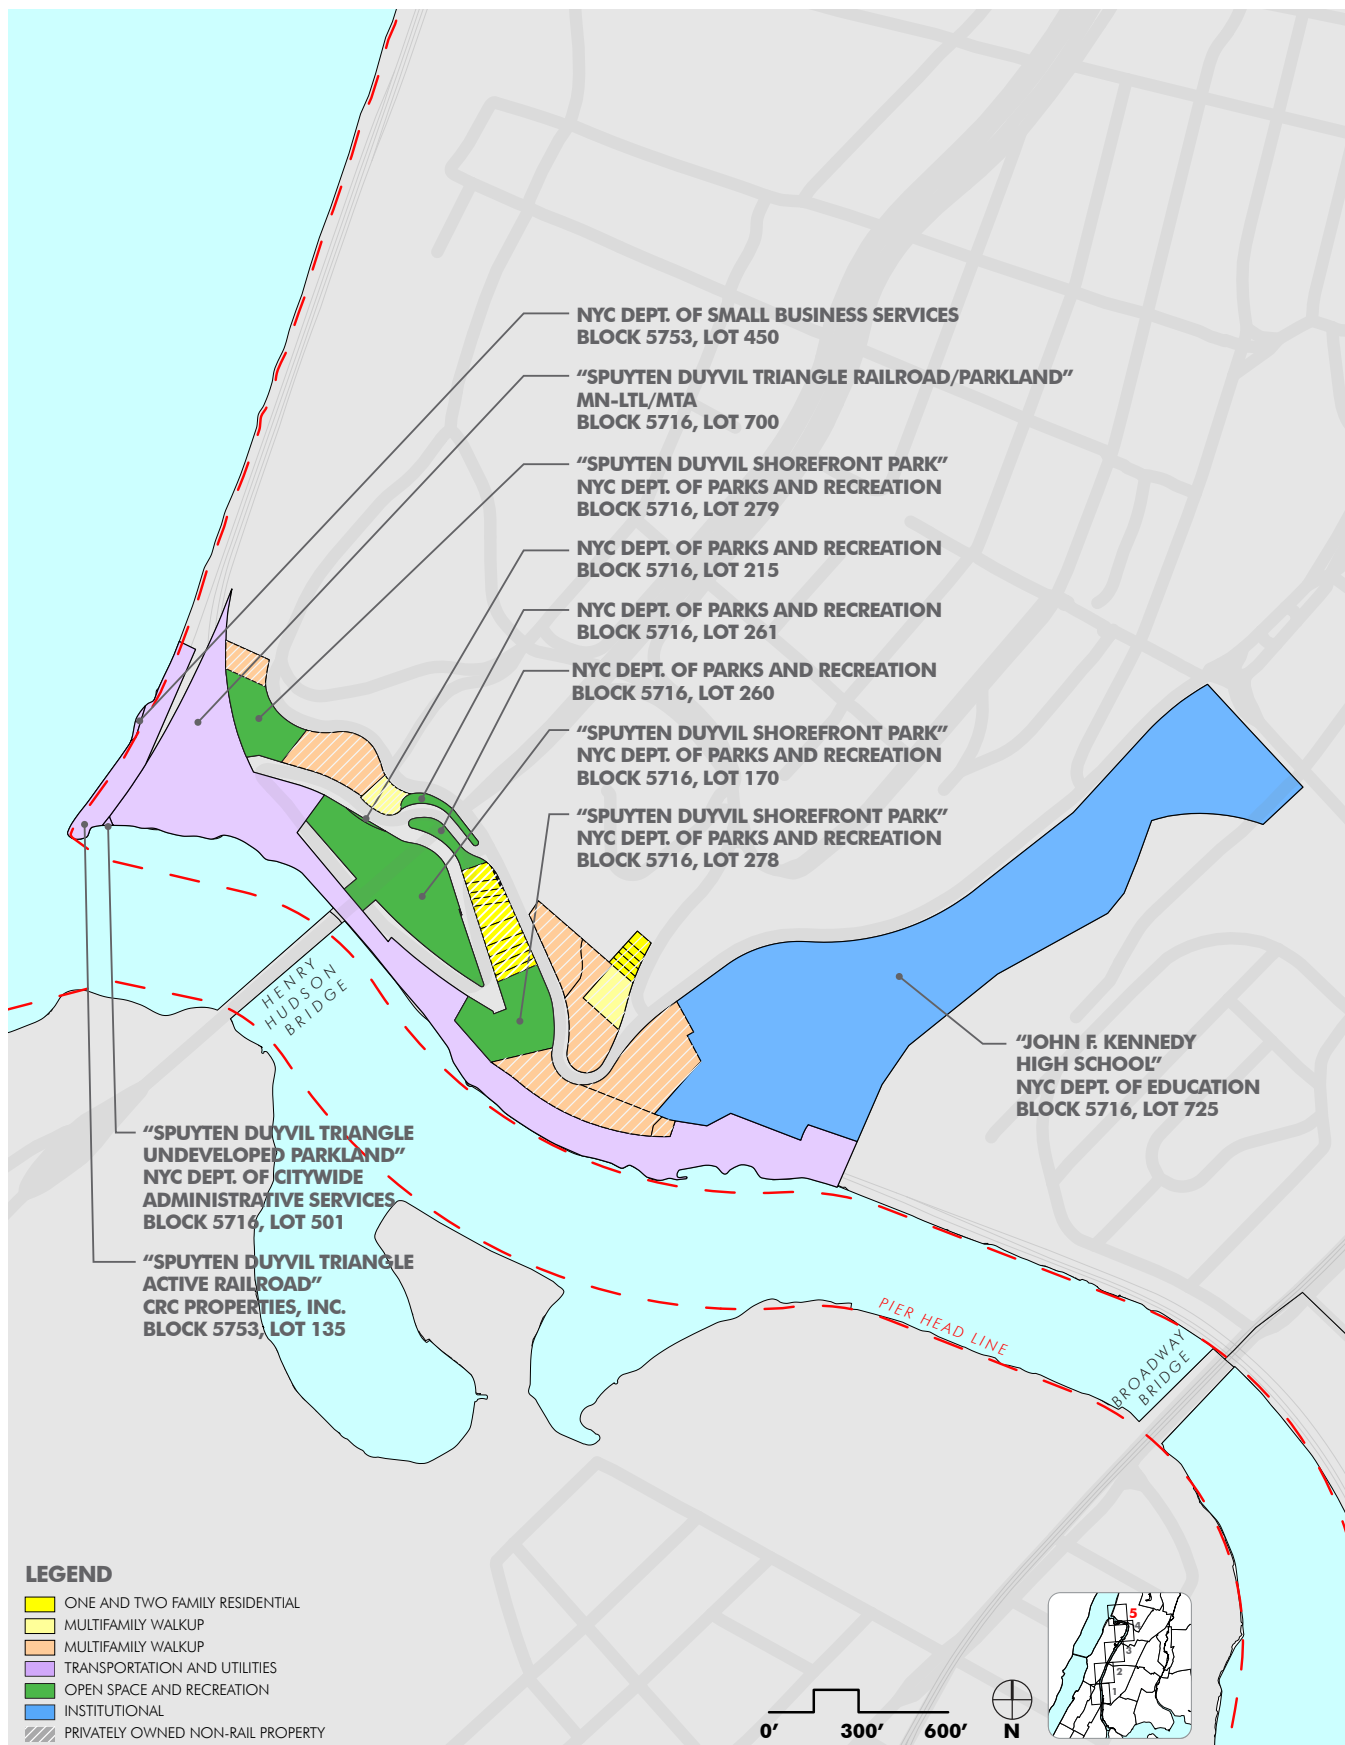 NYC DEPT. OF SMALL BUSINESS SERVICES
BLOCK 5753, LOT 450
“SPUYTEN DUYVIL TRIANGLE RAILROAD/PARKLAND”
MN-LTL/MTA
BLOCK 5716, LOT 700
“SPUYTEN DUYVIL SHOREFRONT PARK”
NYC DEPT. OF PARKS AND RECREATION
BLOCK 5716, LOT 279
NYC DEPT. OF PARKS AND RECREATION
BLOCK 5716, LOT 215
NYC DEPT. OF PARKS AND RECREATION
BLOCK 5716, LOT 261
NYC DEPT. OF PARKS AND RECREATION
BLOCK 5716, LOT 260
“SPUYTEN DUYVIL SHOREFRONT PARK”
NYC DEPT. OF PARKS AND RECREATION
BLOCK 5716, LOT 170
“SPUYTEN DUYVIL SHOREFRONT PARK”
NYC DEPT. OF PARKS AND RECREATION
BLOCK 5716, LOT 278
HENRY
HUDSON
BRIDGE
“JOHN F. KENNEDY
HIGH SCHOOL”
NYC DEPT. OF EDUCATION
BLOCK 5716, LOT 725
“SPUYTEN DUYVIL TRIANGLE
UNDEVELOPED PARKLAND”
NYC DEPT. OF CITYWIDE
ADMINISTRATIVE SERVICES
BLOCK 5716, LOT 501
“SPUYTEN DUYVIL TRIANGLE
ACTIVE RAILROAD”
CRC PROPERTIES, INC.
BLOCK 5753, LOT 135
PIER HEAD LINE
BROADWAY
BRIDGE
LEGEND
ONE AND TWO FAMILY RESIDENTIAL
MULTIFAMILY WALKUP
MULTIFAMILY WALKUP
TRANSPORTATION AND UTILITIES
OPEN SPACE AND RECREATION
INSTITUTIONAL
PRIVATELY OWNED NON-RAIL PROPERTY
0’ 300’ 600’
N
5
4
3
2
1